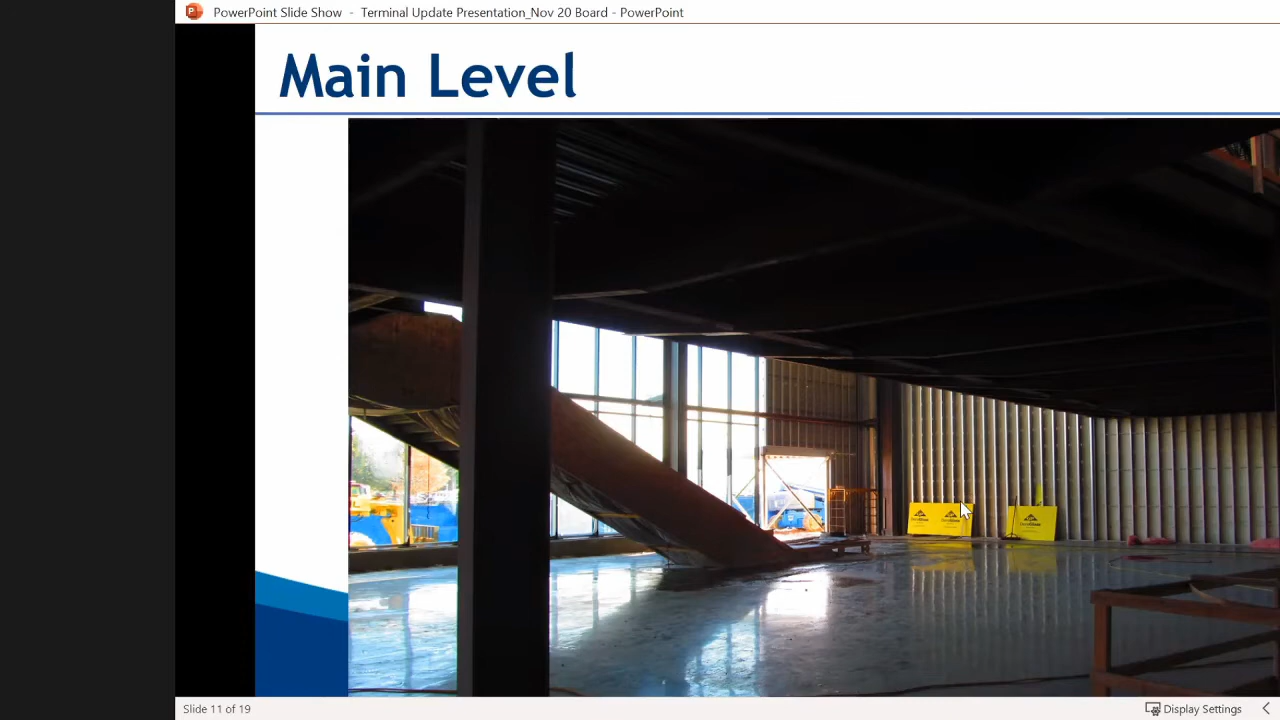 PowerPoint Slide Show - Terminal Update Presentation_Nov 20 Board - PowerPoint
Main Level
Slide 11 of 19
Display Settings